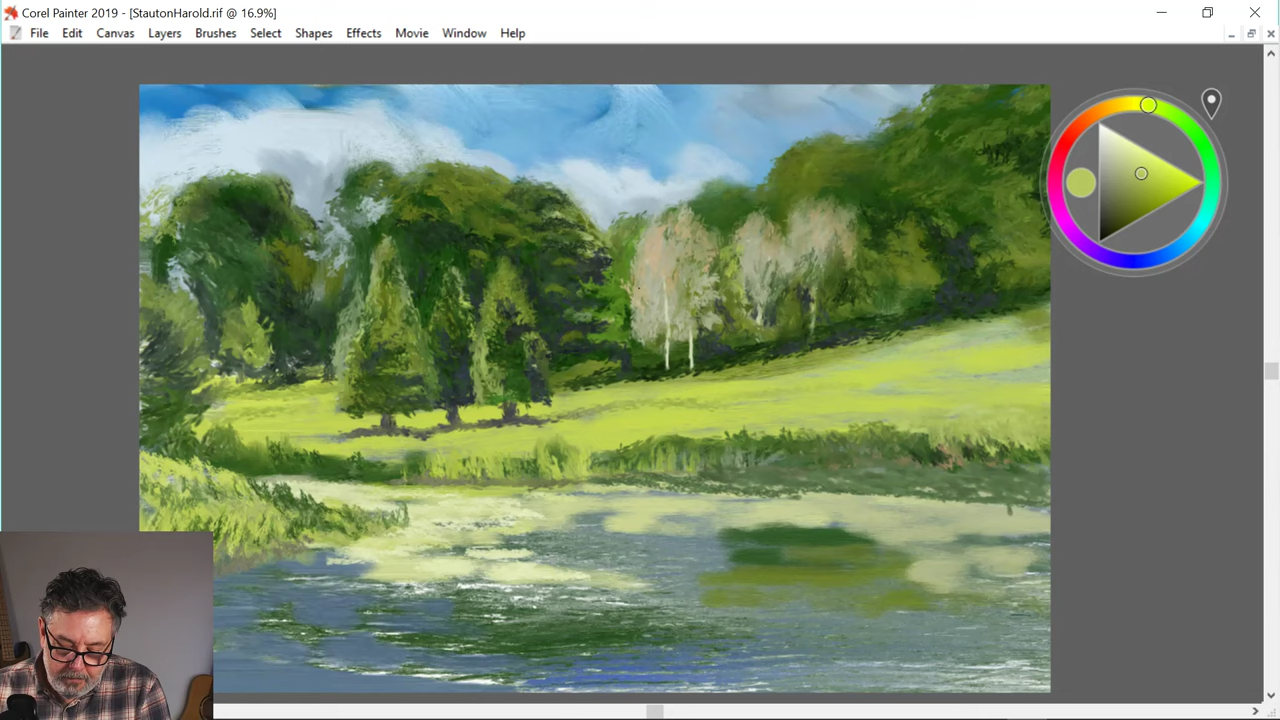 Corel Painter 2019 - [StautonHarold.rif @ 16.9%]
File Edit Canvas Layers Brushes Select Shapes Effects Movie Window Help